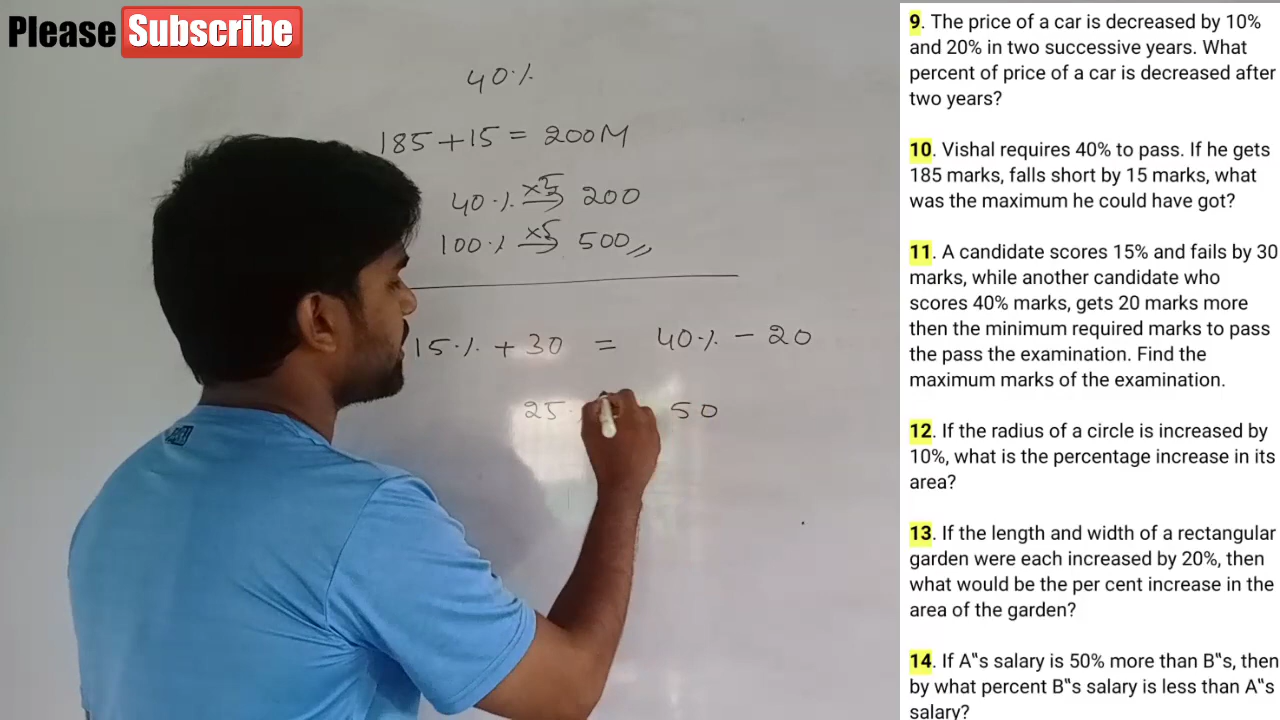 Please Subscribe
40%
185 + 15 = 200M
40% ×5 200
100% ×5 500
15% + 30 = 40% - 20
25 50
9. The price of a car is decreased by 10%
and 20% in two successive years. What
percent of price of a car is decreased after
two years?
10. Vishal requires 40% to pass. If he gets
185 marks, falls short by 15 marks, what
was the maximum he could have got?
11. A candidate scores 15% and fails by 30
marks, while another candidate who
scores 40% marks, gets 20 marks more
then the minimum required marks to pass
the pass the examination. Find the
maximum marks of the examination.
12. If the radius of a circle is increased by
10%, what is the percentage increase in its
area?
13. If the length and width of a rectangular
garden were each increased by 20%, then
what would be the per cent increase in the
area of the garden?
14. If A‟s salary is 50% more than B‟s, then
by what percent B‟s salary is less than A‟s
salary?